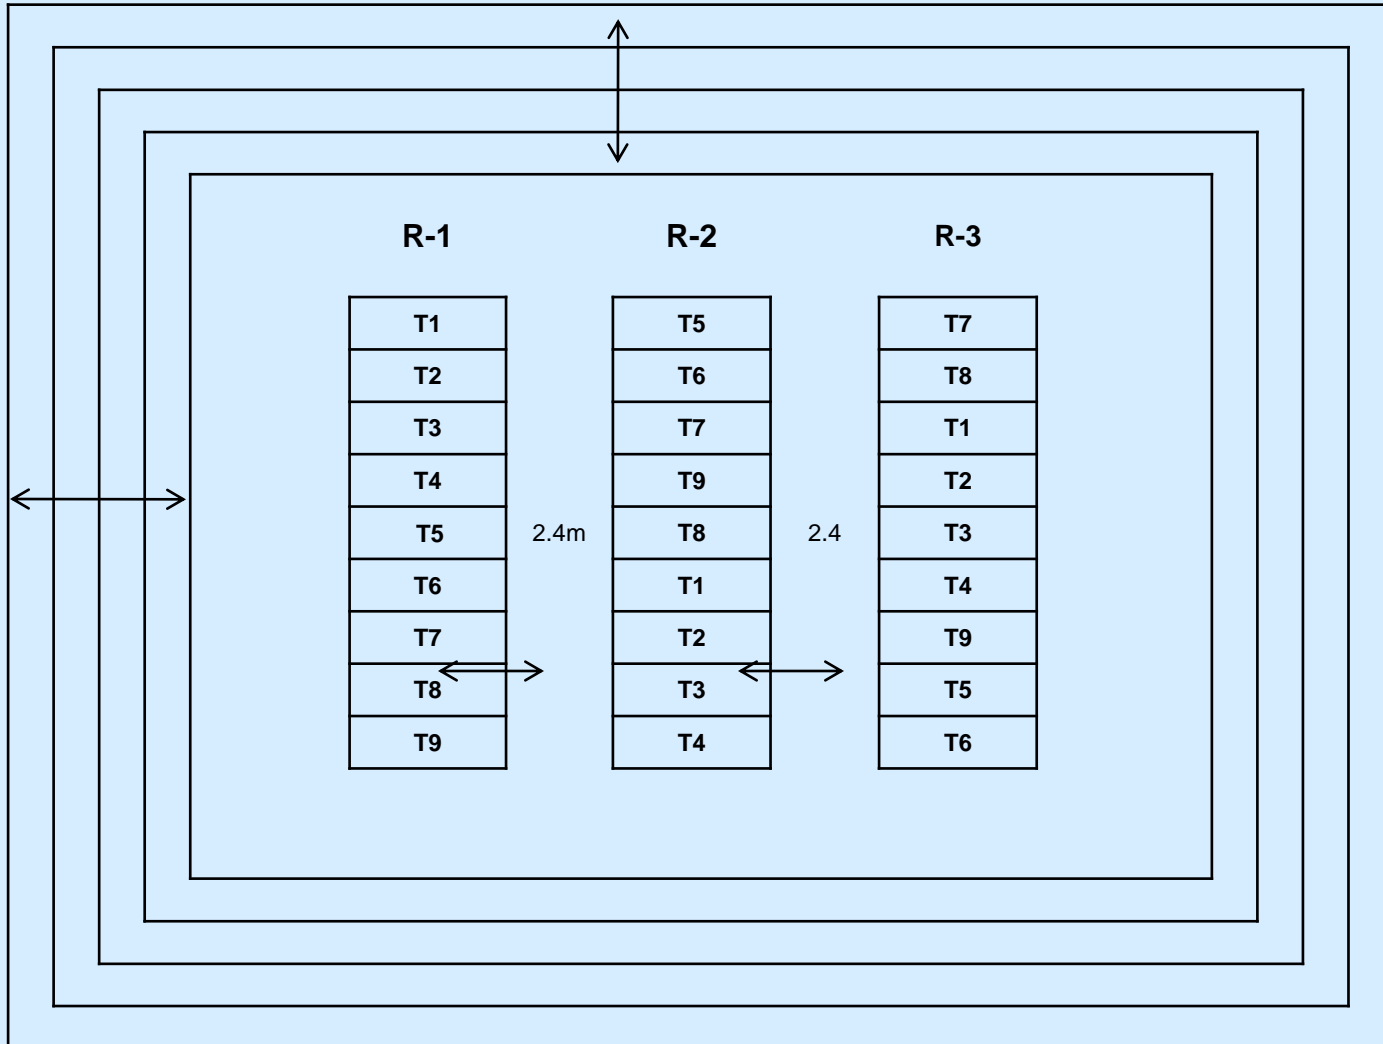 R-1 R-2 R-3
T1 T5 T7
T2 T6 T8
T3 T7 T1
T4 T9 T2
T5 2.4m T8 2.4 T3
T6 T1 T4
T7 T2 T9
T8 T3 T5
T9 T4 T6